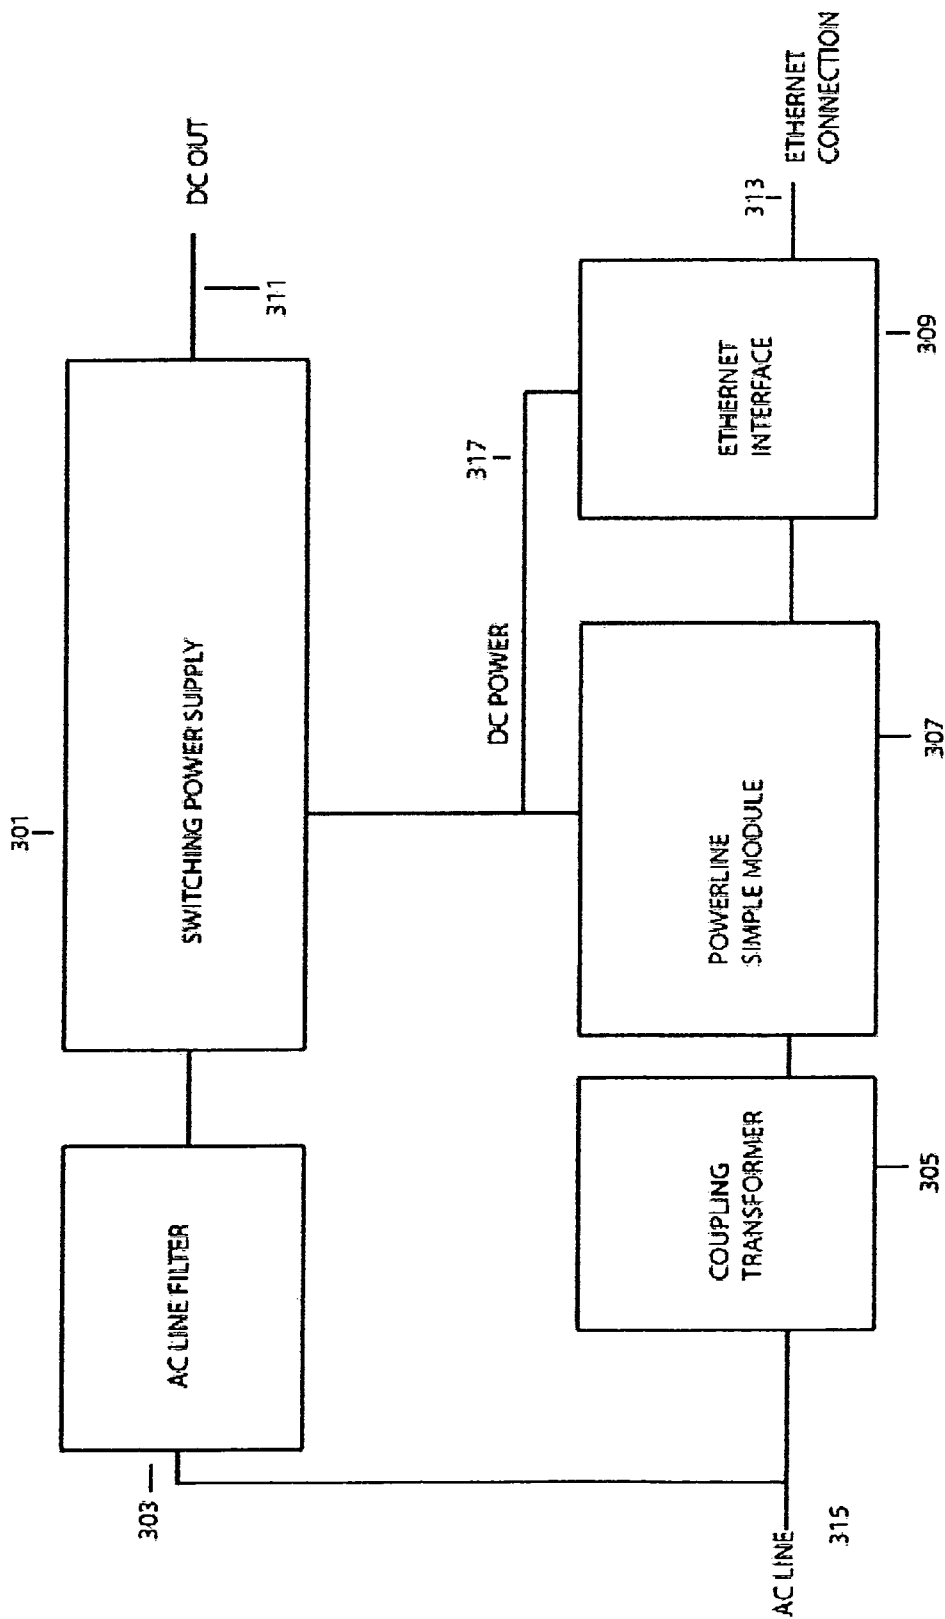 301
SWITCHING POWER SUPPLY
DC OUT
311
303
AC LINE FILTER
DC POWER
317
AC LINE
315
COUPLING
TRANSFORMER
305
POWERLINE
SIMPLE MODULE
307
ETHERNET
INTERFACE
309
313
ETHERNET
CONNECTION